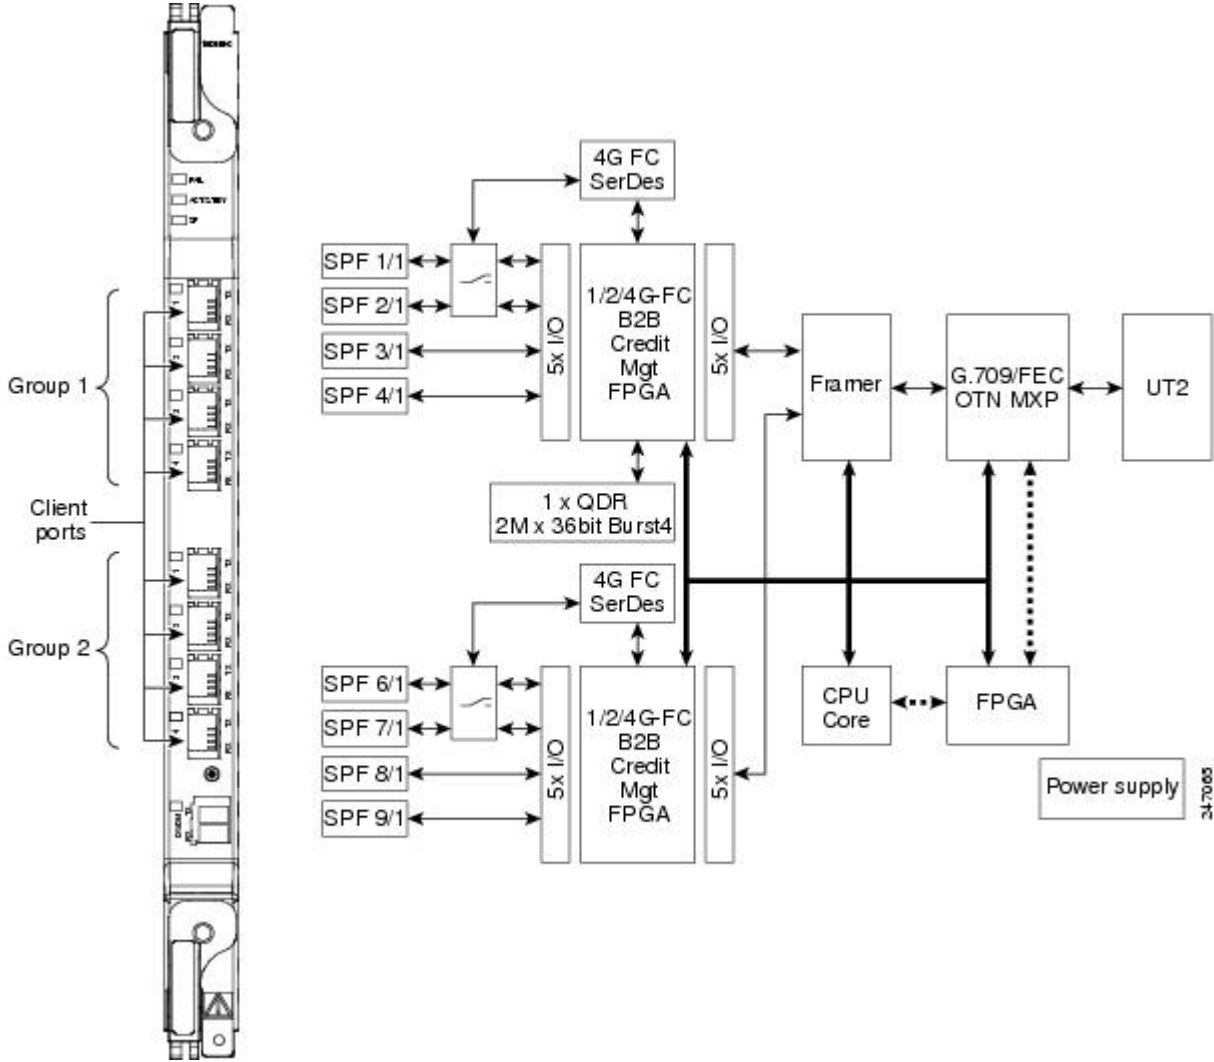 4G FC
SerDes
SPF 1/1
SPF 2/1
SPF 3/1
SPF 4/1
5x I/O
1/2/4G-FC
B2B
Credit
Mgt
FPGA
5x I/O
Framer
G.709/FEC
OTN MXP
UT2
Group 1
Client
ports
1 x QDR
2M x 36bit Burst4
4G FC
SerDes
Group 2
SPF 6/1
SPF 7/1
SPF 8/1
SPF 9/1
5x I/O
1/2/4G-FC
B2B
Credit
Mgt
FPGA
5x I/O
CPU
Core
FPGA
Power supply
247065